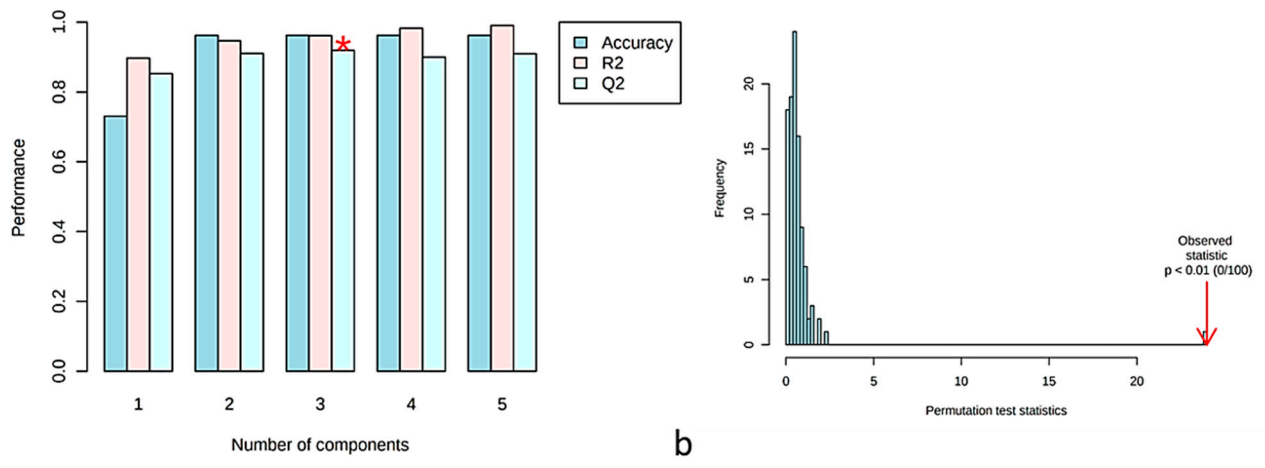 1.0
0.8
0.6
0.4
0.2
0.0
Performance
1 2 3 4 5
Number of components
Accuracy
R2
Q2
b
20
15
10
5
0
Frequency
Observed
statistic
p < 0.01 (0/100)
0 5 10 15 20
Permutation test statistics